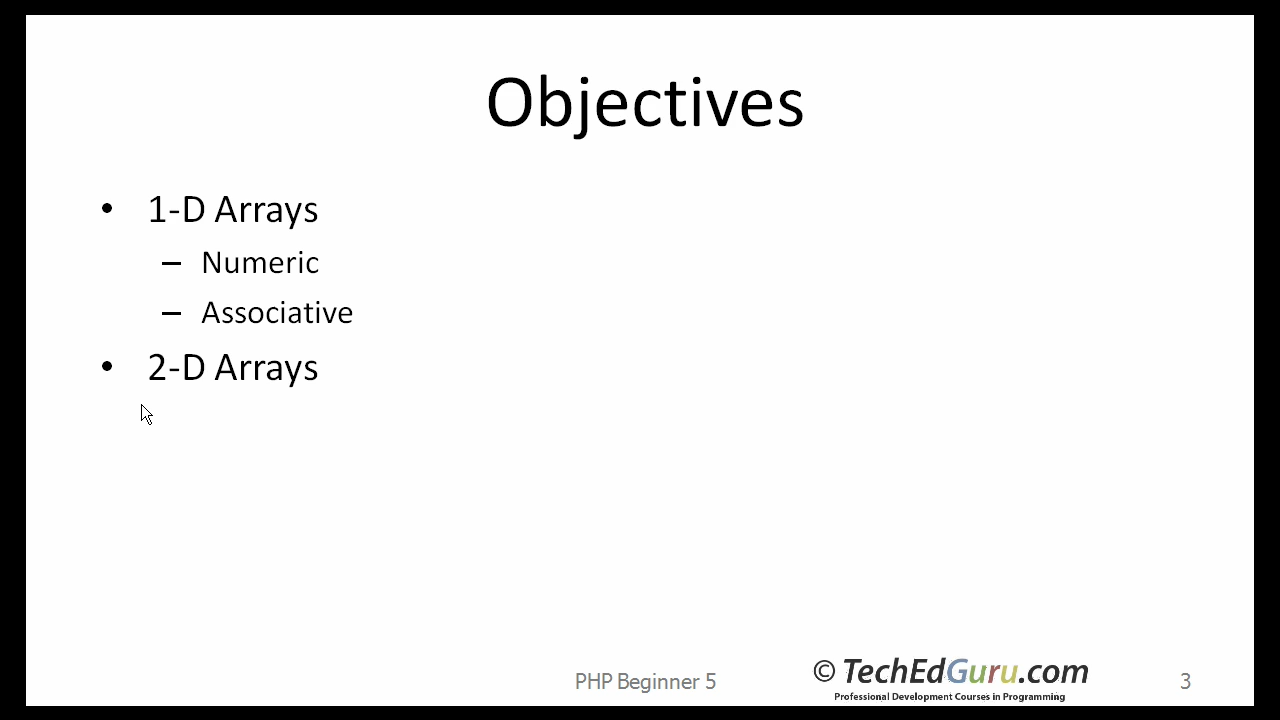 Objectives
• 1-D Arrays
– Numeric
– Associative
• 2-D Arrays
PHP Beginner 5
© TechEdGuru.com
Professional Development Courses in Programming
3